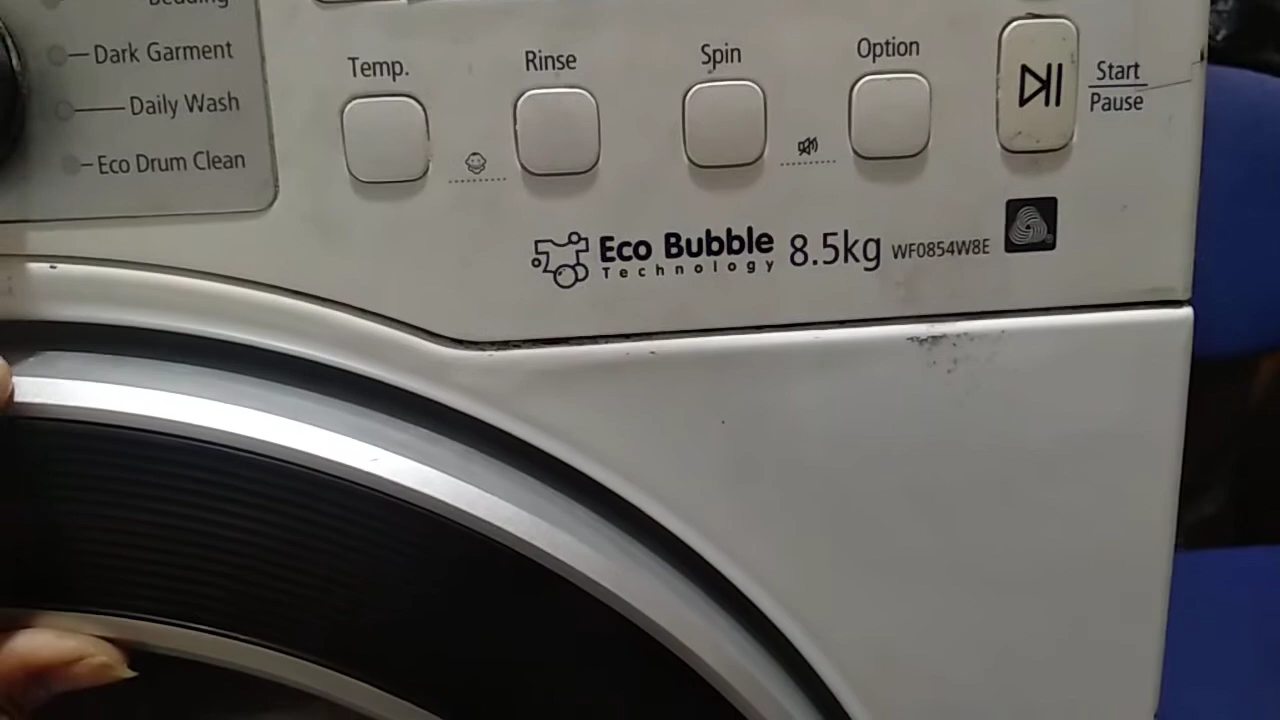 Bedding
Dark Garment
Daily Wash
Eco Drum Clean
Temp.
Rinse
Spin
Option
Start
Pause
Eco Bubble
Technology
8.5kg
WF0854W8E